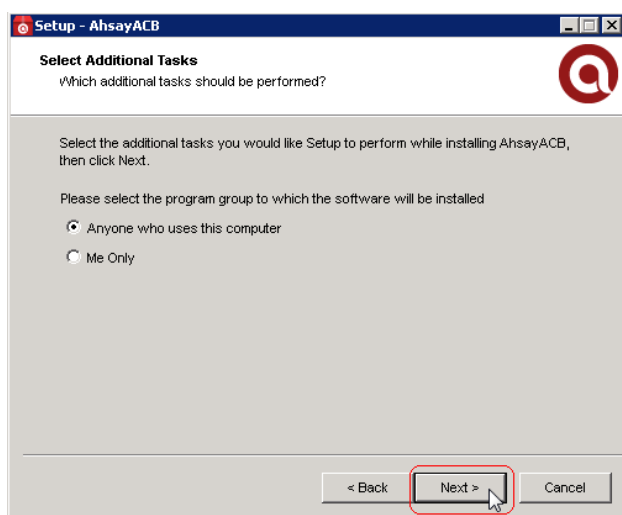 Setup - AhsayACB
Select Additional Tasks
Which additional tasks should be performed?
Select the additional tasks you would like Setup to perform while installing AhsayACB,
then click Next.
Please select the program group to which the software will be installed
Anyone who uses this computer
Me Only
< Back Next > Cancel